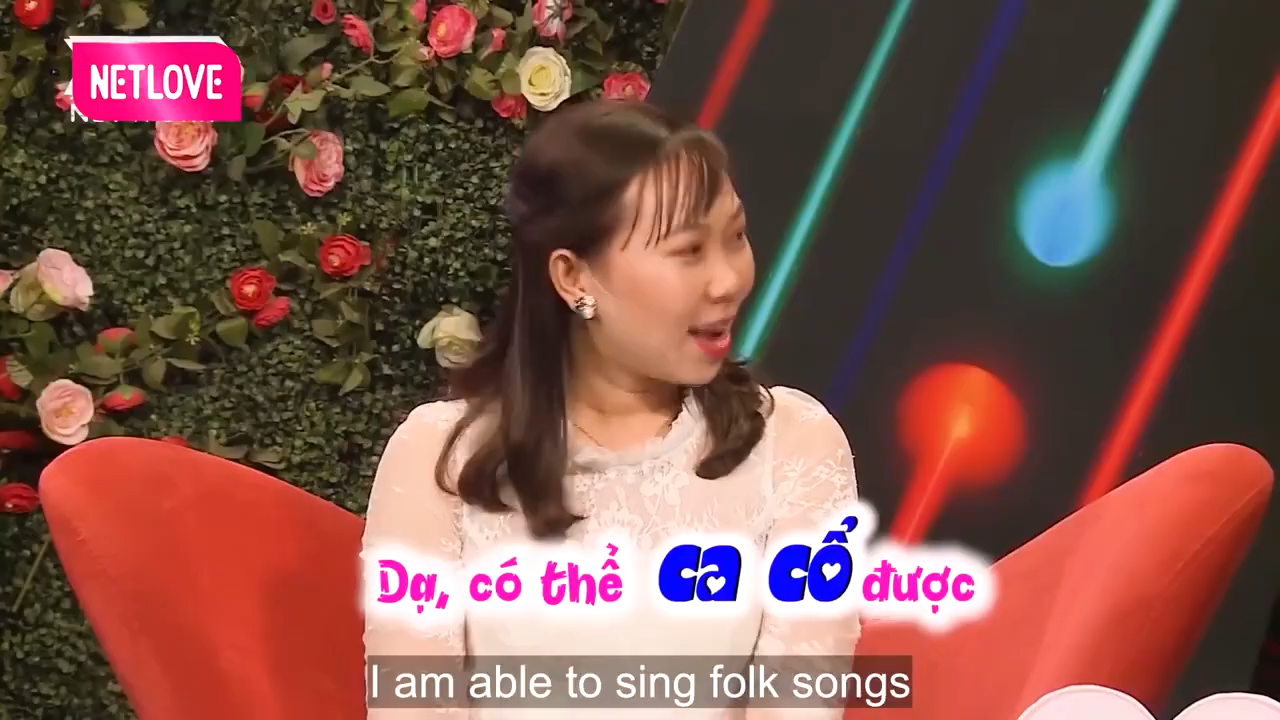 NETLOVE
Dạ, có thể ca cổ được
I am able to sing folk songs